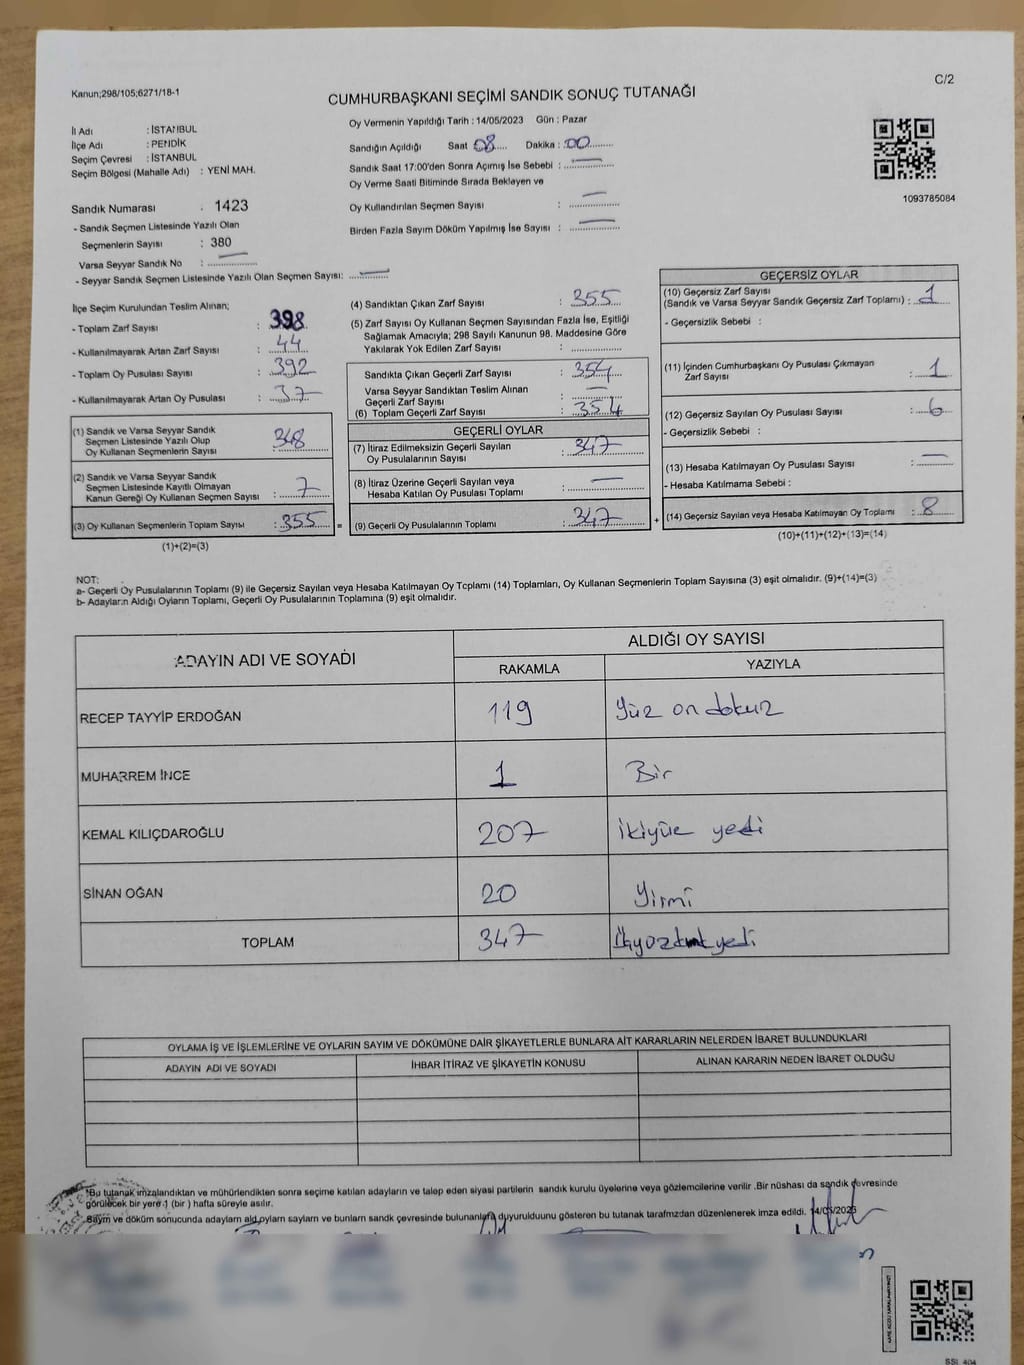 Kanun;298/105;6271/18-1
C/2
CUMHURBAŞKANI SEÇİMİ SANDIK SONUÇ TUTANAĞI
İl Adı : İSTANBUL
İlçe Adı : PENDİK
Seçim Çevresi : İSTANBUL
Seçim Bölgesi (Mahalle Adı) : YENİ MAH.
Sandık Numarası : 1423
- Sandık Seçmen Listesinde Yazılı Olan
Seçmenlerin Sayısı : 380
Varsa Seyyar Sandık No : —
- Seyyar Sandık Seçmen Listesinde Yazılı Olan Seçmen Sayısı: —
Oy Vermenin Yapıldığı Tarih : 14/05/2023 Gün : Pazar
Sandığın Açıldığı Saat 08 Dakika : 00
Sandık Saat 17:00'den Sonra Açımış İse Sebebi : —
Oy Verme Saati Bitiminde Sırada Bekleyen ve
Oy Kullandırılan Seçmen Sayısı : —
Birden Fazla Sayım Döküm Yapılmış İse Sayısı : —
1093785084
İlçe Seçim Kurulundan Teslim Alınan;
- Toplam Zarf Sayısı : 398
- Kullanılmayarak Artan Zarf Sayısı : 44
- Toplam Oy Pusulası Sayısı : 392
- Kullanılmayarak Artan Oy Pusulası : 37
(1) Sandık ve Varsa Seyyar Sandık
Seçmen Listesinde Yazılı Olup
Oy Kullanan Seçmenlerin Sayısı : 348
(2) Sandık ve Varsa Seyyar Sandık
Seçmen Listesinde Kayıtlı Olmayan
Kanun Gereği Oy Kullanan Seçmen Sayısı : 7
(3) Oy Kullanan Seçmenlerin Toplam Sayısı : 355 =
(1)+(2)=(3)
(4) Sandıktan Çıkan Zarf Sayısı : 355
(5) Zarf Sayısı Oy Kullanan Seçmen Sayısından Fazla İse, Eşitliği
Sağlamak Amacıyla; 298 Sayılı Kanunun 98. Maddesine Göre
Yakılarak Yok Edilen Zarf Sayısı :
Sandıkta Çıkan Geçerli Zarf Sayısı : 354
Varsa Seyyar Sandıktan Teslim Alınan
Geçerli Zarf Sayısı : —
(6) Toplam Geçerli Zarf Sayısı : 354
GEÇERLİ OYLAR
(7) İtiraz Edilmeksizin Geçerli Sayılan
Oy Pusulalarının Sayısı : 347
(8) İtiraz Üzerine Geçerli Sayılan veya
Hesaba Katılan Oy Pusulası Toplamı : —
(9) Geçerli Oy Pusulalarının Toplamı : 347 +
GEÇERSİZ OYLAR
(10) Geçersiz Zarf Sayısı
(Sandık ve Varsa Seyyar Sandık Geçersiz Zarf Toplamı) : 1
- Geçersizlik Sebebi :
(11) İçinden Cumhurbaşkanı Oy Pusulası Çıkmayan
Zarf Sayısı : 1
(12) Geçersiz Sayılan Oy Pusulası Sayısı : 6
- Geçersizlik Sebebi :
(13) Hesaba Katılmayan Oy Pusulası Sayısı : —
- Hesaba Katılmama Sebebi :
(14) Geçersiz Sayılan veya Hesaba Katılmayan Oy Toplamı : 8
(10)+(11)+(12)+(13)=(14)
NOT:
a- Geçerli Oy Pusulalarının Toplamı (9) ile Geçersiz Sayılan veya Hesaba Katılmayan Oy Toplamı (14) Toplamları, Oy Kullanan Seçmenlerin Toplam Sayısına (3) eşit olmalıdır. (9)+(14)=(3)
b- Adayların Aldığı Oyların Toplamı, Geçerli Oy Pusulalarının Toplamına (9) eşit olmalıdır.
ADAYIN ADI VE SOYADI
ALDIĞI OY SAYISI
RAKAMLA YAZIYLA
RECEP TAYYİP ERDOĞAN 119 Yüz on dokuz
MUHARREM İNCE 1 Bir
KEMAL KILIÇDAROĞLU 207 ikiyüz yedi
SİNAN OĞAN 20 Yirmi
TOPLAM 347
OYLAMA İŞ VE İŞLEMLERİNE VE OYLARIN SAYIM VE DÖKÜMÜNE DAİR ŞİKAYETLERLE BUNLARA AİT KARARLARIN NELERDEN İBARET BULUNDUKLARI
ADAYIN ADI VE SOYADI İHBAR İTİRAZ VE ŞİKAYETİN KONUSU ALINAN KARARIN NEDEN İBARET OLDUĞU
*Bu tutanak imzalandıktan ve mühürlendikten sonra seçime katılan adayların ve talep eden siyasi partilerin sandık kurulu üyelerine veya gözlemcilerine verilir .Bir nüshası da sandık çevresinde
görülecek bir yere 1 (bir ) hafta süreyle asılır.
Sayım ve döküm sonucunda adayların ald oyların sayları ve bunların sandk çevresinde bulunanlara duyurulduunu gösteren bu tutanak tarafmzdan düzenlenerek imza edildi. 14/05/2023